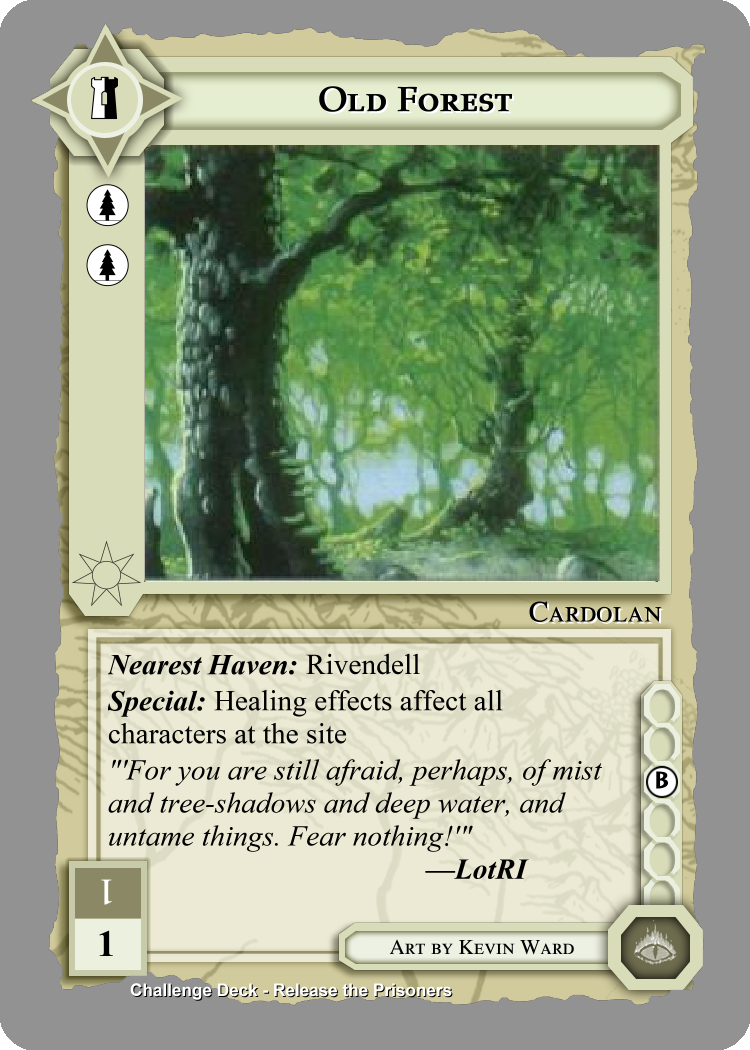 Old Forest
Cardolan
Nearest Haven: Rivendell
Special: Healing effects affect all
characters at the site
"'For you are still afraid, perhaps, of mist
and tree-shadows and deep water, and
untame things. Fear nothing!'"
—LotRI
B
1
1
Art by Kevin Ward
Challenge Deck - Release the Prisoners